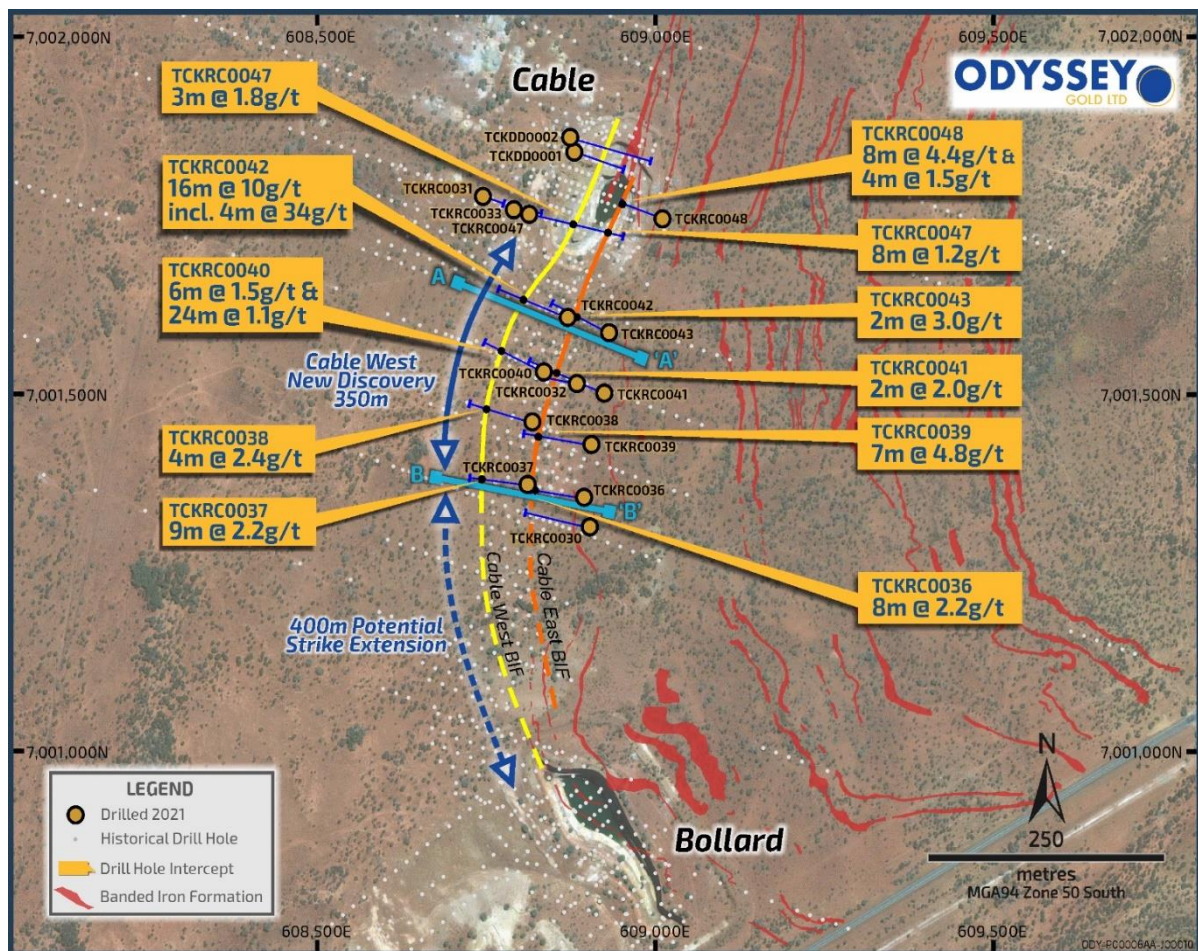 608,500E
609,000E
609,500E
7,002,000N
7,002,000N
Cable
ODYSSEY
GOLD LTD
TCKRC0047
3m @ 1.8g/t
TCKRC0042
16m @ 10g/t
incl. 4m @ 34g/t
TCKRC0040
6m @ 1.5g/t &
24m @ 1.1g/t
TCKRC0038
4m @ 2.4g/t
TCKRC0037
9m @ 2.2g/t
TCKRC0048
8m @ 4.4g/t &
4m @ 1.5g/t
TCKRC0047
8m @ 1.2g/t
TCKRC0043
2m @ 3.0g/t
TCKRC0041
2m @ 2.0g/t
TCKRC0039
7m @ 4.8g/t
TCKRC0036
8m @ 2.2g/t
TCKDD0002
TCKDD0001
TCKRC0031
TCKRC0033
TCKRC0047
TCKRC0048
A
TCKRC0042
TCKRC0043
'A'
Cable West
New Discovery
350m
TCKRC0040
TCKRC0032
TCKRC0041
7,001,500N
7,001,500N
TCKRC0038
TCKRC0039
B
TCKRC0037
TCKRC0036
'B'
TCKRC0030
Cable West BIF
Cable East BIF
400m Potential
Strike Extension
7,001,000N
7,001,000N
Bollard
LEGEND
Drilled 2021
Historical Drill Hole
Drill Hole Intercept
Banded Iron Formation
N
250
metres
MGA94 Zone 50 South
608,500E
609,000E
609,500E